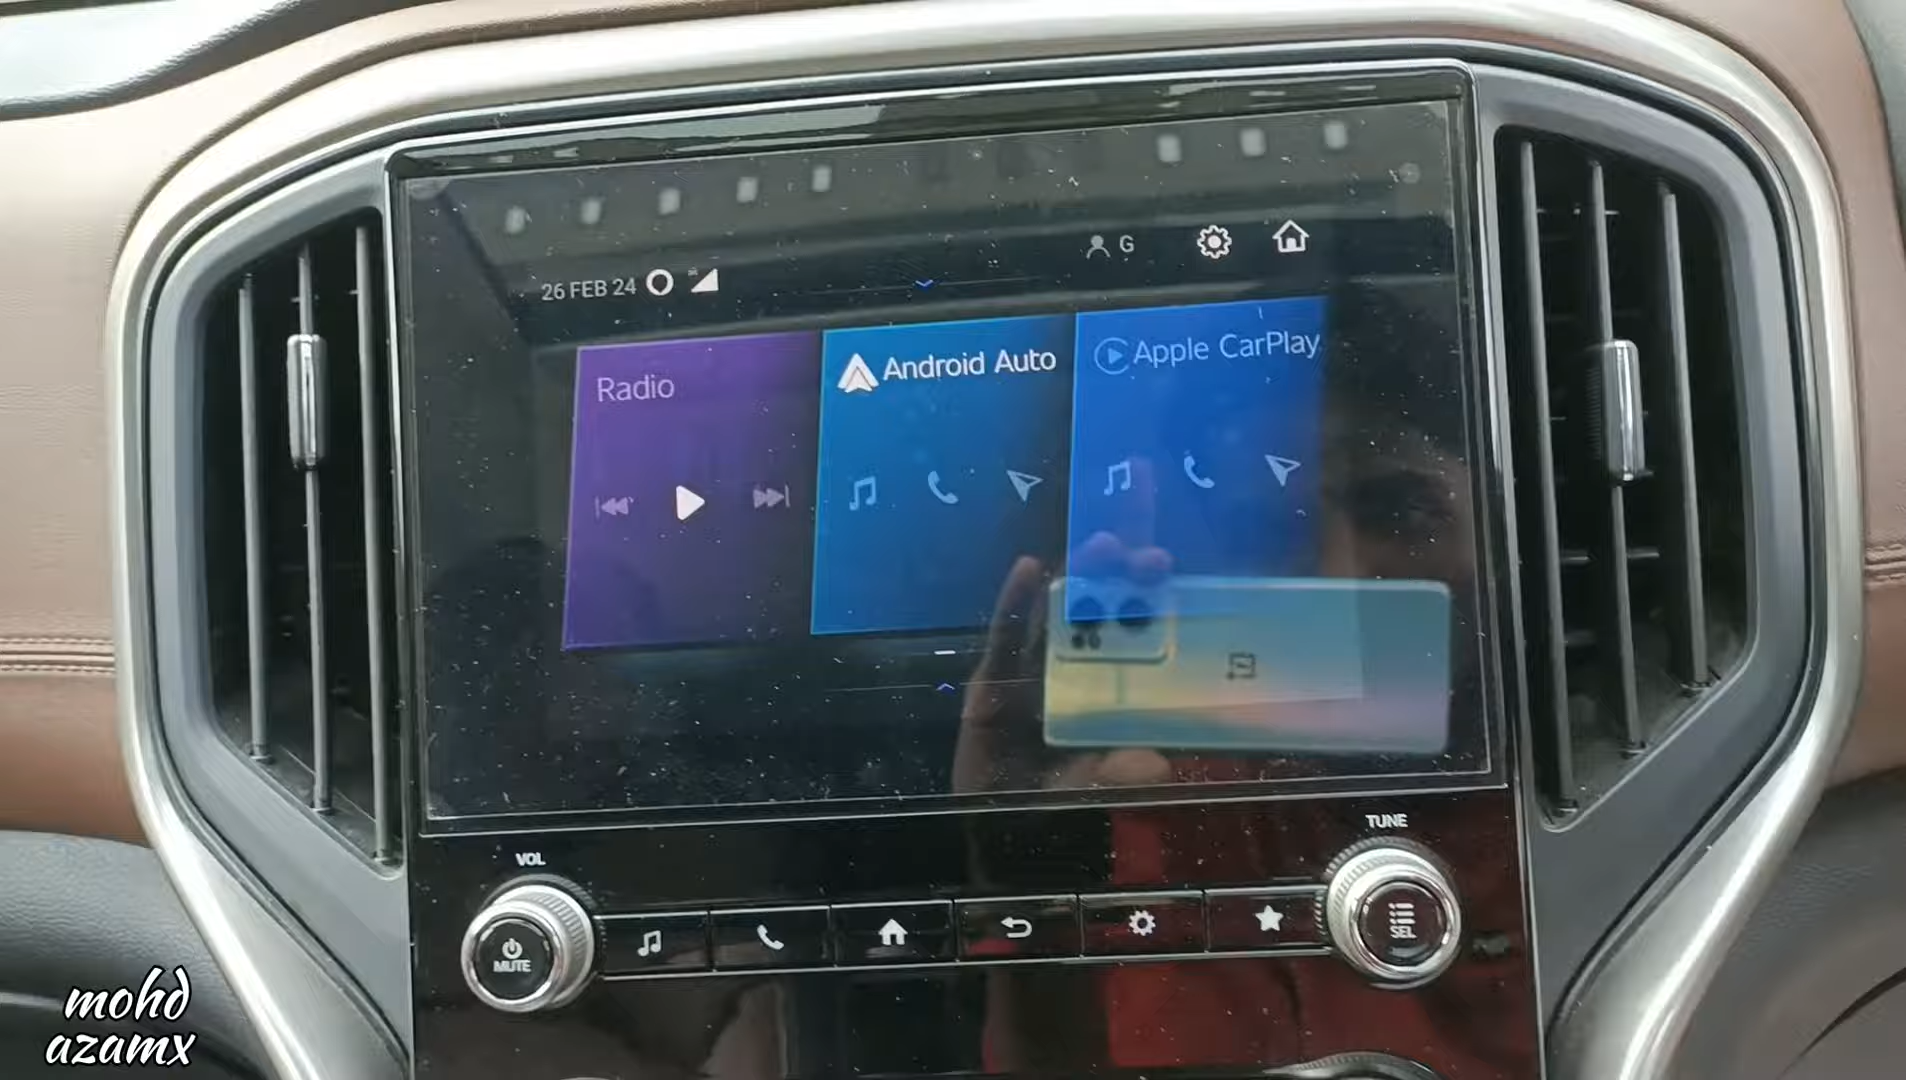 G
26 FEB 24
Radio
Android Auto
Apple CarPlay
VOL
TUNE
MUTE
SEL
mohd
azamx